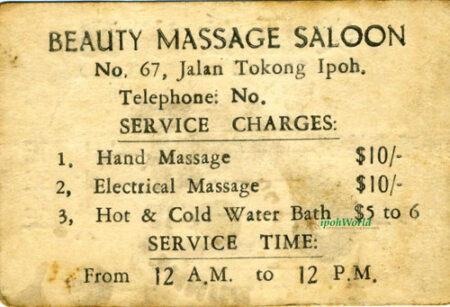 BEAUTY MASSAGE SALOON
No. 67, Jalan Tokong Ipoh.
Telephone: No.
SERVICE CHARGES:
1. Hand Massage $10/-
2, Electrical Massage $10/-
3, Hot & Cold Water Bath $5 to 6
ipohWorld
SERVICE TIME:
From 12 A.M. to 12 P.M.